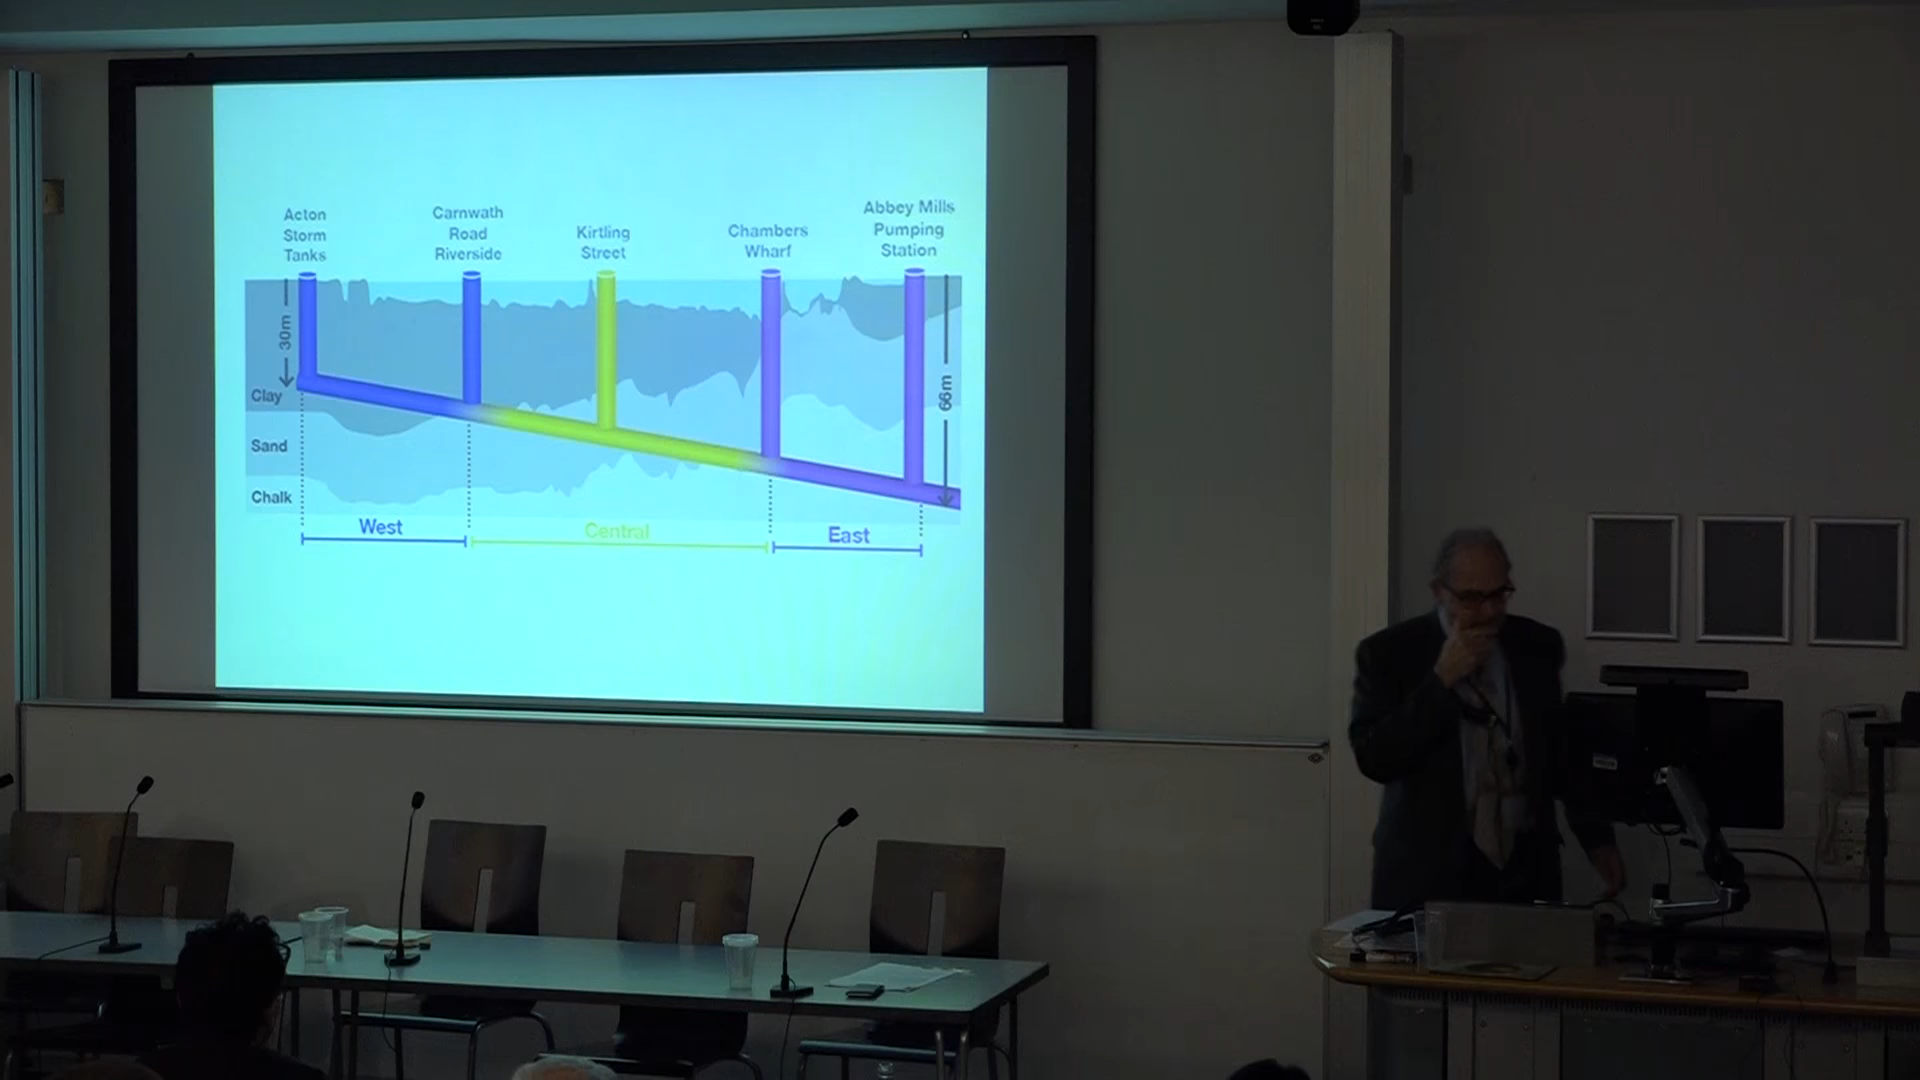 Acton
Storm
Tanks
Carnwath
Road
Riverside
Kirtling
Street
Chambers
Wharf
Abbey Mills
Pumping
Station
30m
66m
Clay
Sand
Chalk
West
Central
East